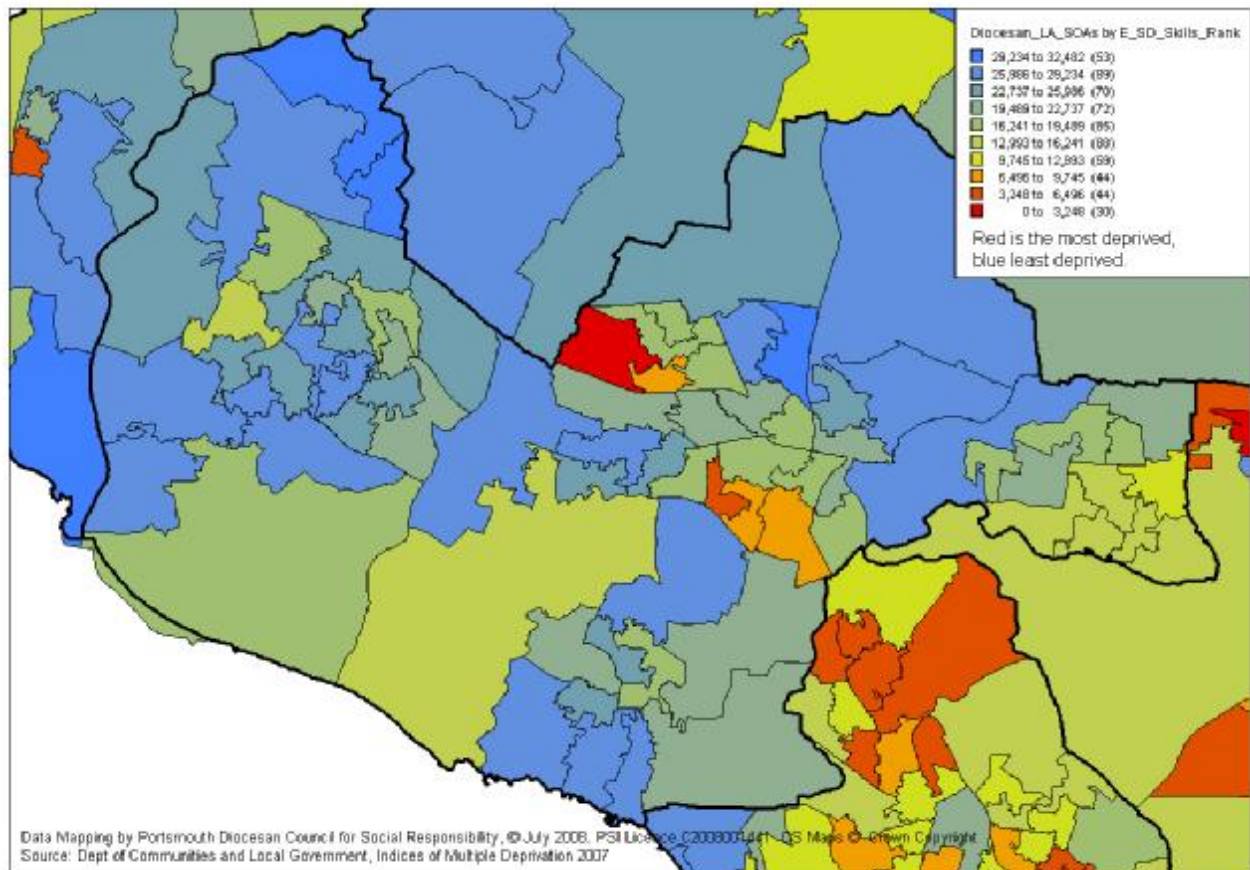 Diocesan_LA_SOAs by E_SDi_Skills_Rank
29,234 to 32,482 (53)
25,986 to 29,234 (89)
22,737 to 25,986 (70)
19,489 to 22,737 (72)
16,241 to 19,489 (85)
12,993 to 16,241 (88)
9,745 to 12,993 (59)
6,496 to 9,745 (44)
3,248 to 6,496 (44)
0 to 3,248 (30)
Red is the most deprived,
blue least deprived.
Data Mapping by Portsmouth Diocesan Council for Social Responsibility, © July 2008. PSI Licence OS Maps © Crown Copyright
Source: Dept of Communities and Local Government, Indices of Multiple Deprivation 2007